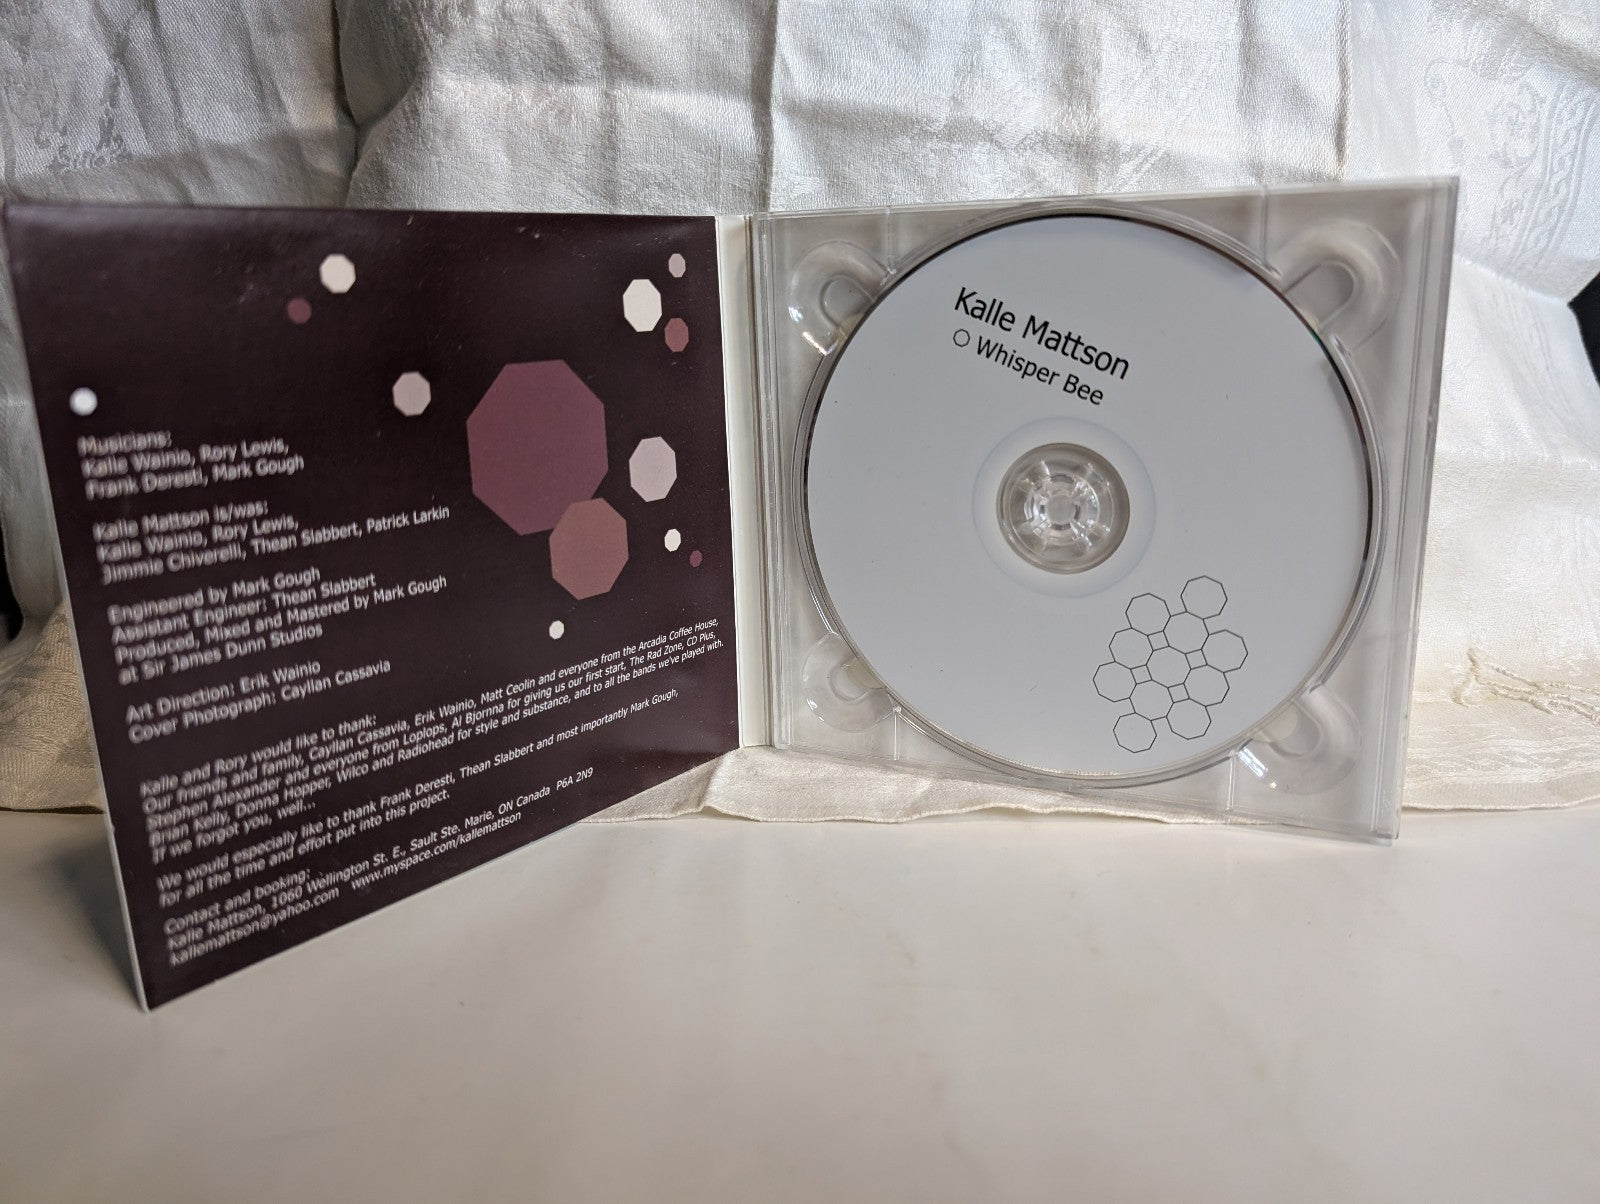 Musicians:
Kalle Wainio, Rory Lewis,
Frank Deresti, Mark Gough
Kalle Mattson is/was:
Kalle Wainio, Rory Lewis,
Jimmie Chiverelli, Thean Slabbert, Patrick Larkin
Engineered by Mark Gough
Assistant Engineer: Thean Slabbert
Produced, Mixed and Mastered by Mark Gough
at Sir James Dunn Studios
Art Direction: Erik Wainio
Cover Photograph: Cayllan Cassavia
Kalle and Rory would like to thank:
Our friends and family, Cayllan Cassavia, Erik Wainio, Matt Ceolin and everyone from the Arcadia Coffee House,
Stephen Alexander and everyone from Loplops, Al Bjornna for giving us our first start, The Rad Zone, CD Plus,
Brian Kelly, Donna Hopper, Wilco and Radiohead for style and substance, and to all the bands we've played with.
If we forgot you, well...
We would especially like to thank Frank Deresti, Thean Slabbert and most importantly Mark Gough,
for all the time and effort put into this project.
Contact and booking:
Kalle Mattson, 1060 Wellington St. E., Sault Ste. Marie, ON Canada P6A 2N9
kallemattson@yahoo.com www.myspace.com/kallemattson
Kalle Mattson
Whisper Bee